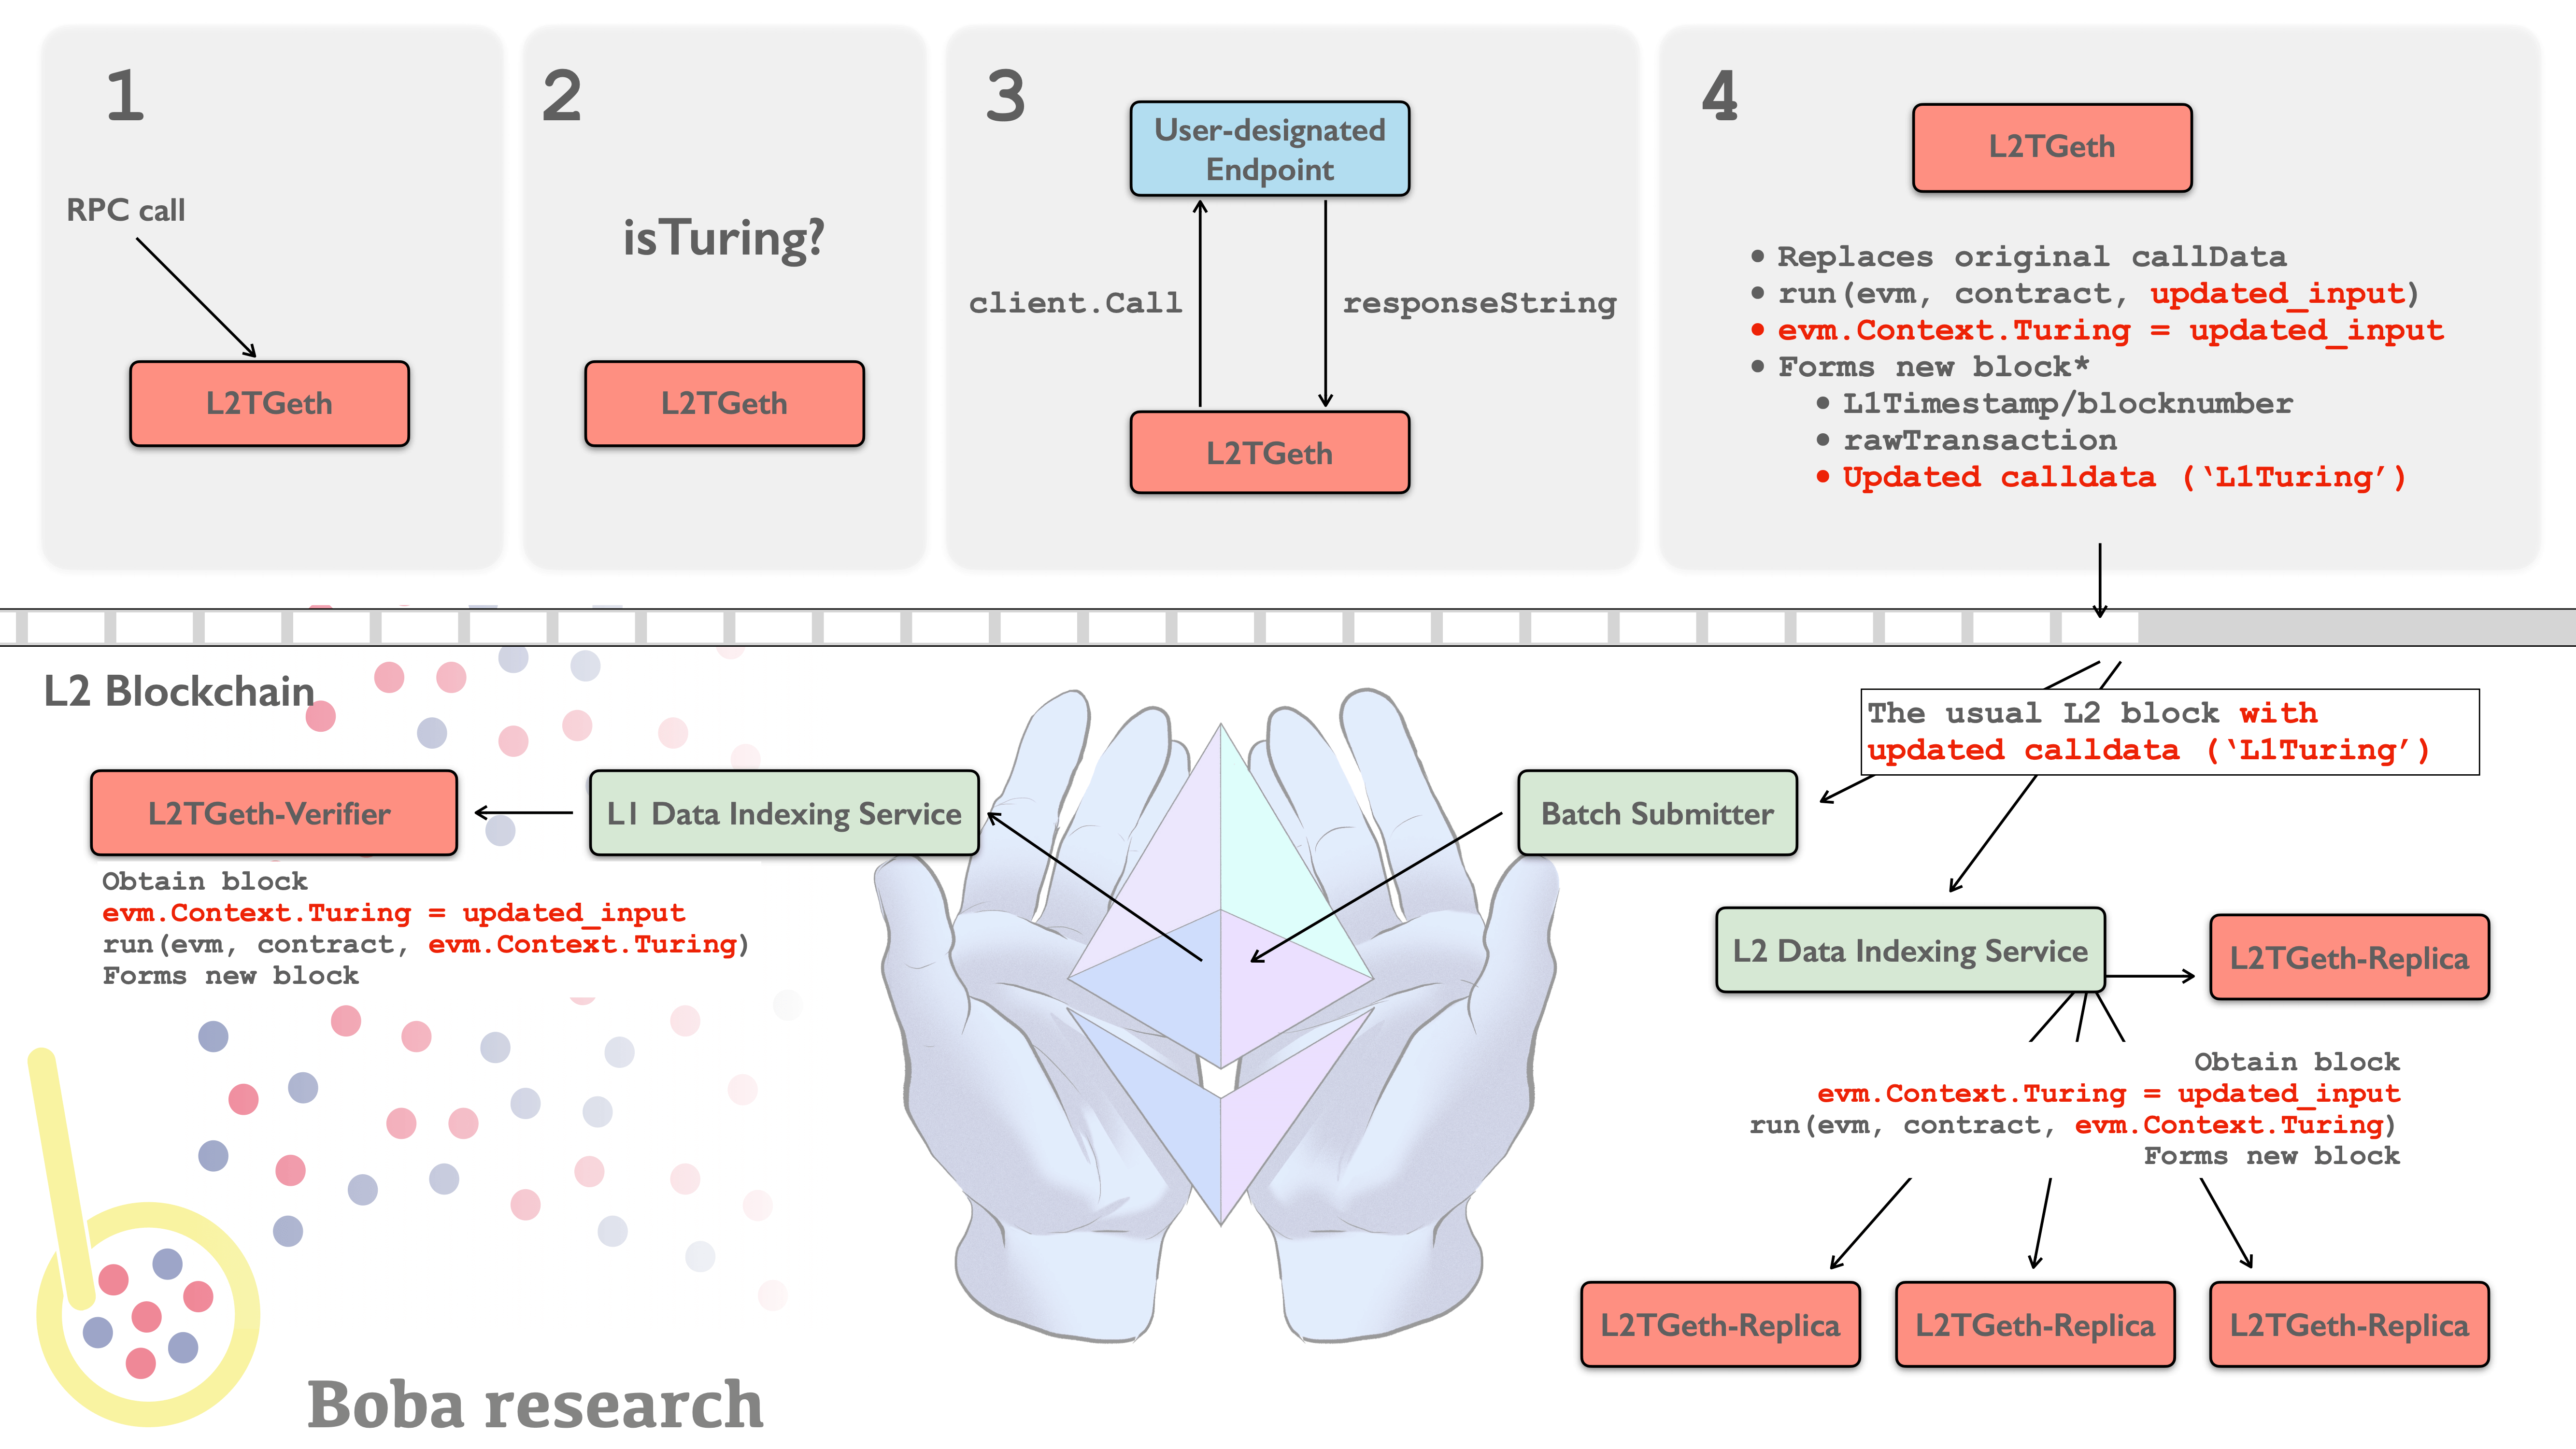 1
RPC call
L2TGeth
2
isTuring?
L2TGeth
3
User-designated
Endpoint
client.Call
responseString
L2TGeth
4
L2TGeth
• Replaces original callData
• run(evm, contract, updated_input)
• evm.Context.Turing = updated_input
• Forms new block*
• L1Timestamp/blocknumber
• rawTransaction
• Updated calldata (‘L1Turing’)
L2 Blockchain
The usual L2 block with
updated calldata (‘L1Turing’)
L2TGeth-Verifier
L1 Data Indexing Service
Batch Submitter
Obtain block
evm.Context.Turing = updated_input
run(evm, contract, evm.Context.Turing)
Forms new block
L2 Data Indexing Service
L2TGeth-Replica
Obtain block
evm.Context.Turing = updated_input
run(evm, contract, evm.Context.Turing)
Forms new block
L2TGeth-Replica
L2TGeth-Replica
L2TGeth-Replica
Boba research